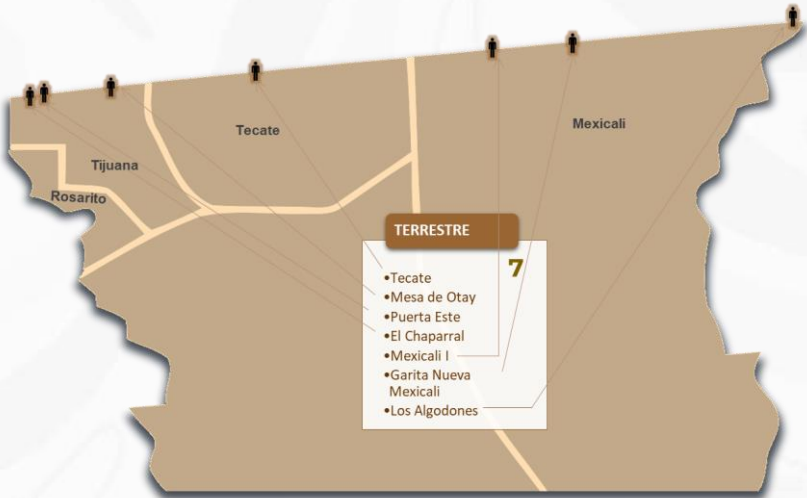 Tecate
Mexicali
Tijuana
Rosarito
TERRESTRE
7
•Tecate
•Mesa de Otay
•Puerta Este
•El Chaparral
•Mexicali I
•Garita Nueva
Mexicali
•Los Algodones